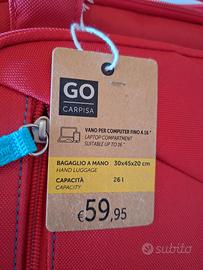 GO
CARPISA
VANO PER COMPUTER FINO A 16"
LAPTOP COMPARTMENT
SUITABLE UP TO 16"
BAGAGLIO A MANO 30x45x20 cm
HAND LUGGAGE
CAPACITÀ 26 l
CAPACITY
€59,95
subito